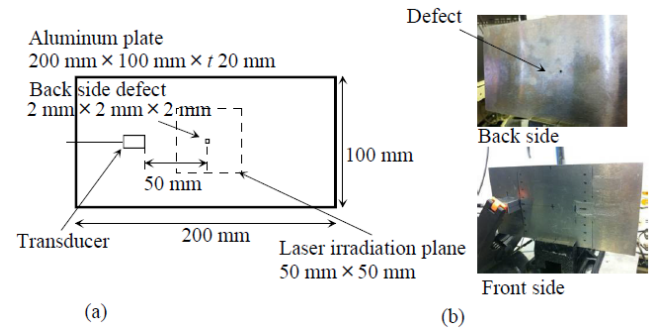 Aluminum plate
200 mm × 100 mm × t 20 mm
Back side defect
2 mm × 2 mm × 2 mm
50 mm
100 mm
200 mm
Transducer
Laser irradiation plane
50 mm × 50 mm
(a)
Defect
Back side
Front side
(b)